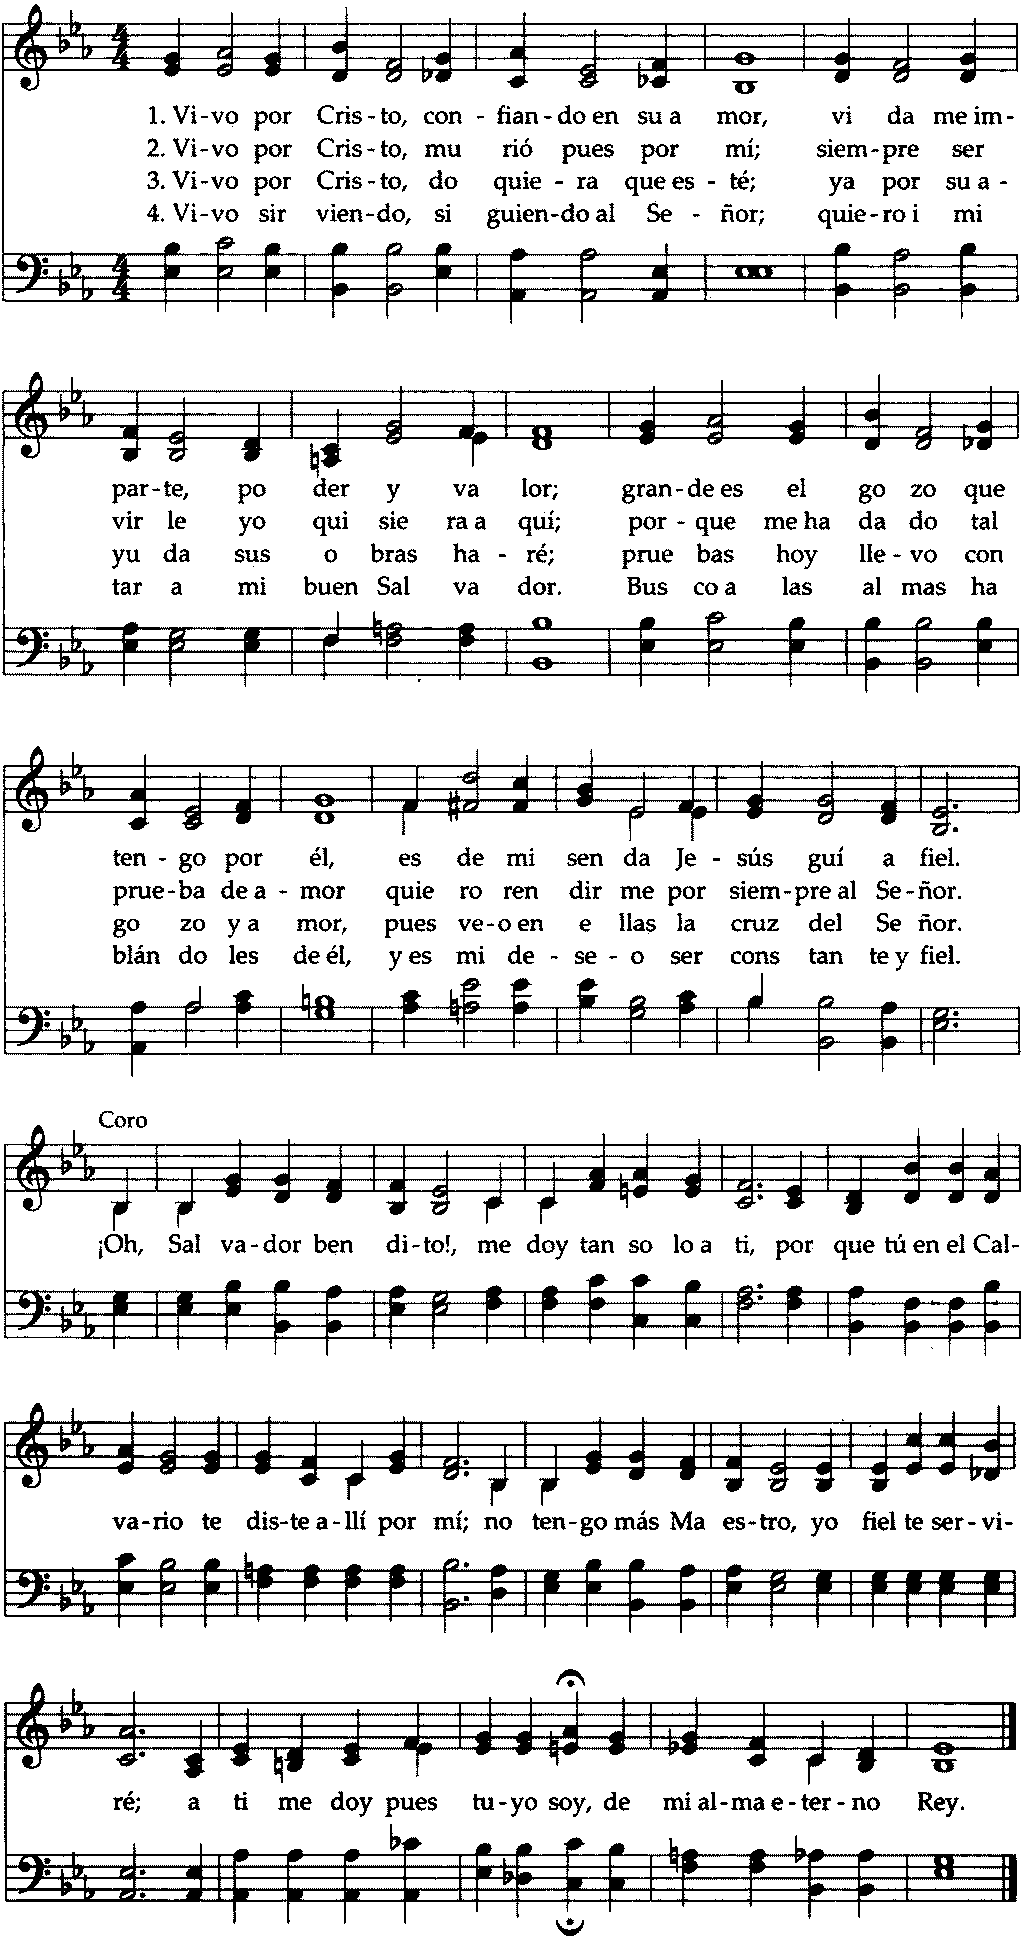 1. Vi-vo por Cris-to, con-fian-do en su a mor, vi da me im-
2. Vi-vo por Cris-to, mu rió pues por mí; siem-pre ser
3. Vi-vo por Cris-to, do quie-ra que es-té; ya por su a-
4. Vi-vo sir vien-do, si guien-do al Se-ñor; quie-ro i mi
par-te, po der y va lor; gran-de es el go zo que
vir le yo qui sie ra a quí; por-que me ha da do tal
yu da sus o bras ha-ré; prue bas hoy lle-vo con
tar a mi buen Sal va dor. Bus co a las al mas ha
ten-go por él, es de mi sen da Je-sús guí a fiel.
prue-ba de a-mor quie ro ren dir me por siem-pre al Se-ñor.
go zo y a mor, pues ve-o en e llas la cruz del Se ñor.
blán do les de él, y es mi de-se-o ser cons tan te y fiel.
Coro
¡Oh, Sal va-dor ben di-to!, me doy tan so lo a ti, por que tú en el Cal-
va-rio te dis-te a-llí por mí; no ten-go más Ma es-tro, yo fiel te ser-vi-
ré; a ti me doy pues tu-yo soy, de mi al-ma e-ter-no Rey.